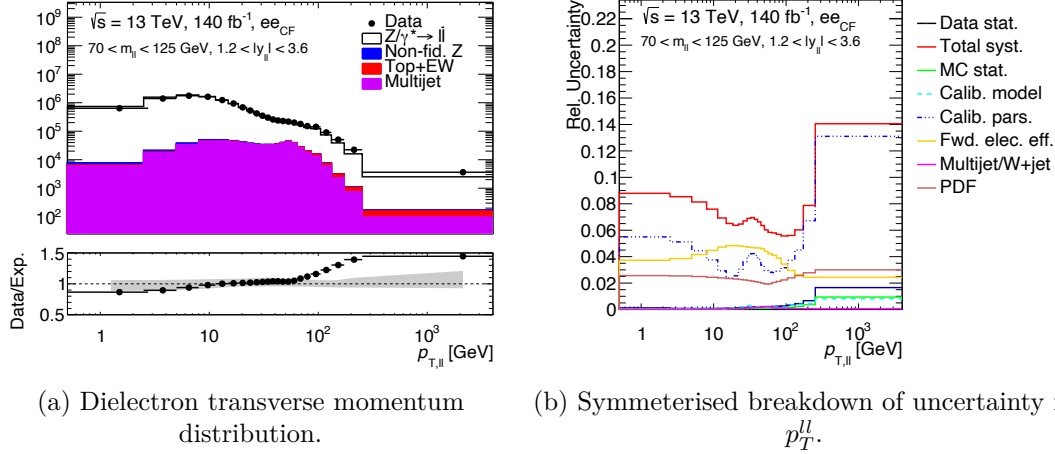 √s = 13 TeV, 140 fb⁻¹, ee_CF
70 < m_ll < 125 GeV, 1.2 < |y_ll| < 3.6
Data
Z/γ*→ ll
Non-fid. Z
Top+EW
Multijet
10⁹
10⁸
10⁷
10⁶
10⁵
10⁴
10³
10²
Data/Exp.
1.5
1
0.5
1 10 10² 10³
p_T,ll [GeV]
(a) Dielectron transverse momentum
distribution.
√s = 13 TeV, 140 fb⁻¹, ee_CF
70 < m_ll < 125 GeV, 1.2 < |y_ll| < 3.6
Rel. Uncertainty
0.22
0.2
0.18
0.16
0.14
0.12
0.1
0.08
0.06
0.04
0.02
0
1 10 10² 10³
p_T,ll [GeV]
Data stat.
Total syst.
MC stat.
Calib. model
Calib. pars.
Fwd. elec. eff.
Multijet/W+jet
PDF
(b) Symmeterised breakdown of uncertainty
p_T^ll.